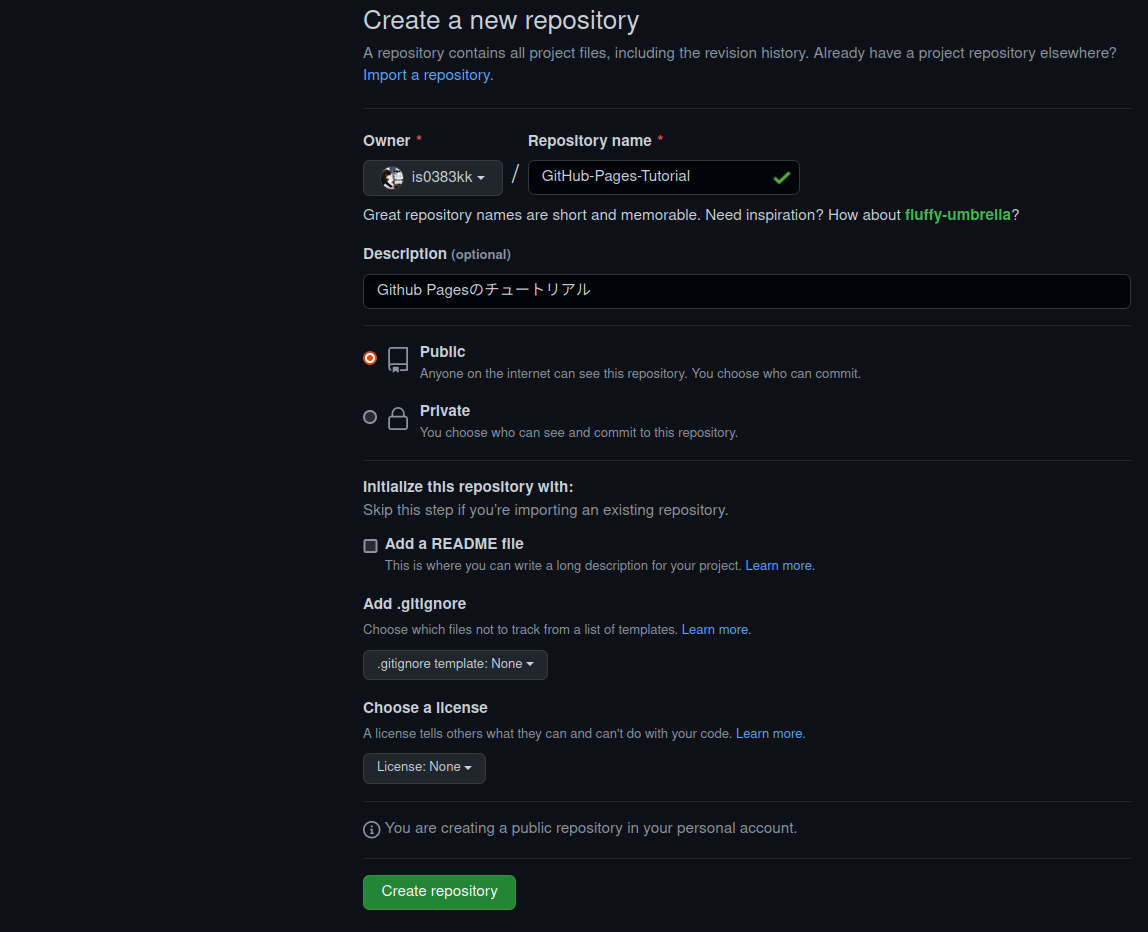 Create a new repository
A repository contains all project files, including the revision history. Already have a project repository elsewhere?
Import a repository.
Owner * Repository name *
is0383kk / GitHub-Pages-Tutorial
Great repository names are short and memorable. Need inspiration? How about fluffy-umbrella?
Description (optional)
Github Pagesのチュートリアル
Public
Anyone on the internet can see this repository. You choose who can commit.
Private
You choose who can see and commit to this repository.
Initialize this repository with:
Skip this step if you're importing an existing repository.
Add a README file
This is where you can write a long description for your project. Learn more.
Add .gitignore
Choose which files not to track from a list of templates. Learn more.
.gitignore template: None
Choose a license
A license tells others what they can and can't do with your code. Learn more.
License: None
You are creating a public repository in your personal account.
Create repository